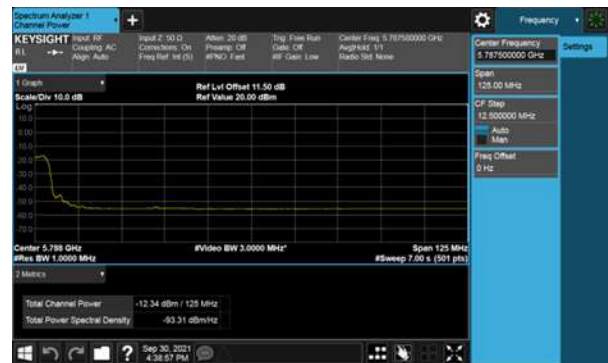 Spectrum Analyzer 1
Channel Power
Frequency
KEYSIGHT
RL
Input: RF
Coupling: AC
Align: Auto
Input Z: 50 Ω
Corrections: On
Freq Ref: Int (S)
Atten: 20 dB
Preamp: Off
#PNO: Fast
Trig: Free Run
Gate: Off
#IF Gain: Low
Center Freq: 5.787500000 GHz
Avg|Hold: 1/1
Radio Std: None
Center Frequency
5.787500000 GHz
Settings
Span
125.00 MHz
CF Step
12.500000 MHz
Auto
Man
Freq Offset
0 Hz
1 Graph
Scale/Div 10.0 dB
Ref Lvl Offset 11.50 dB
Ref Value 20.00 dBm
Log
10.0
0.00
-70.0
Center 5.788 GHz
#Res BW 1.0000 MHz
#Video BW 3.0000 MHz*
Span 125 MHz
#Sweep 7.00 s (501 pts)
2 Metrics
Total Channel Power -12.34 dBm / 125 MHz
Total Power Spectral Density -93.31 dBm/Hz
?
Sep 30, 2021
4:38:57 PM